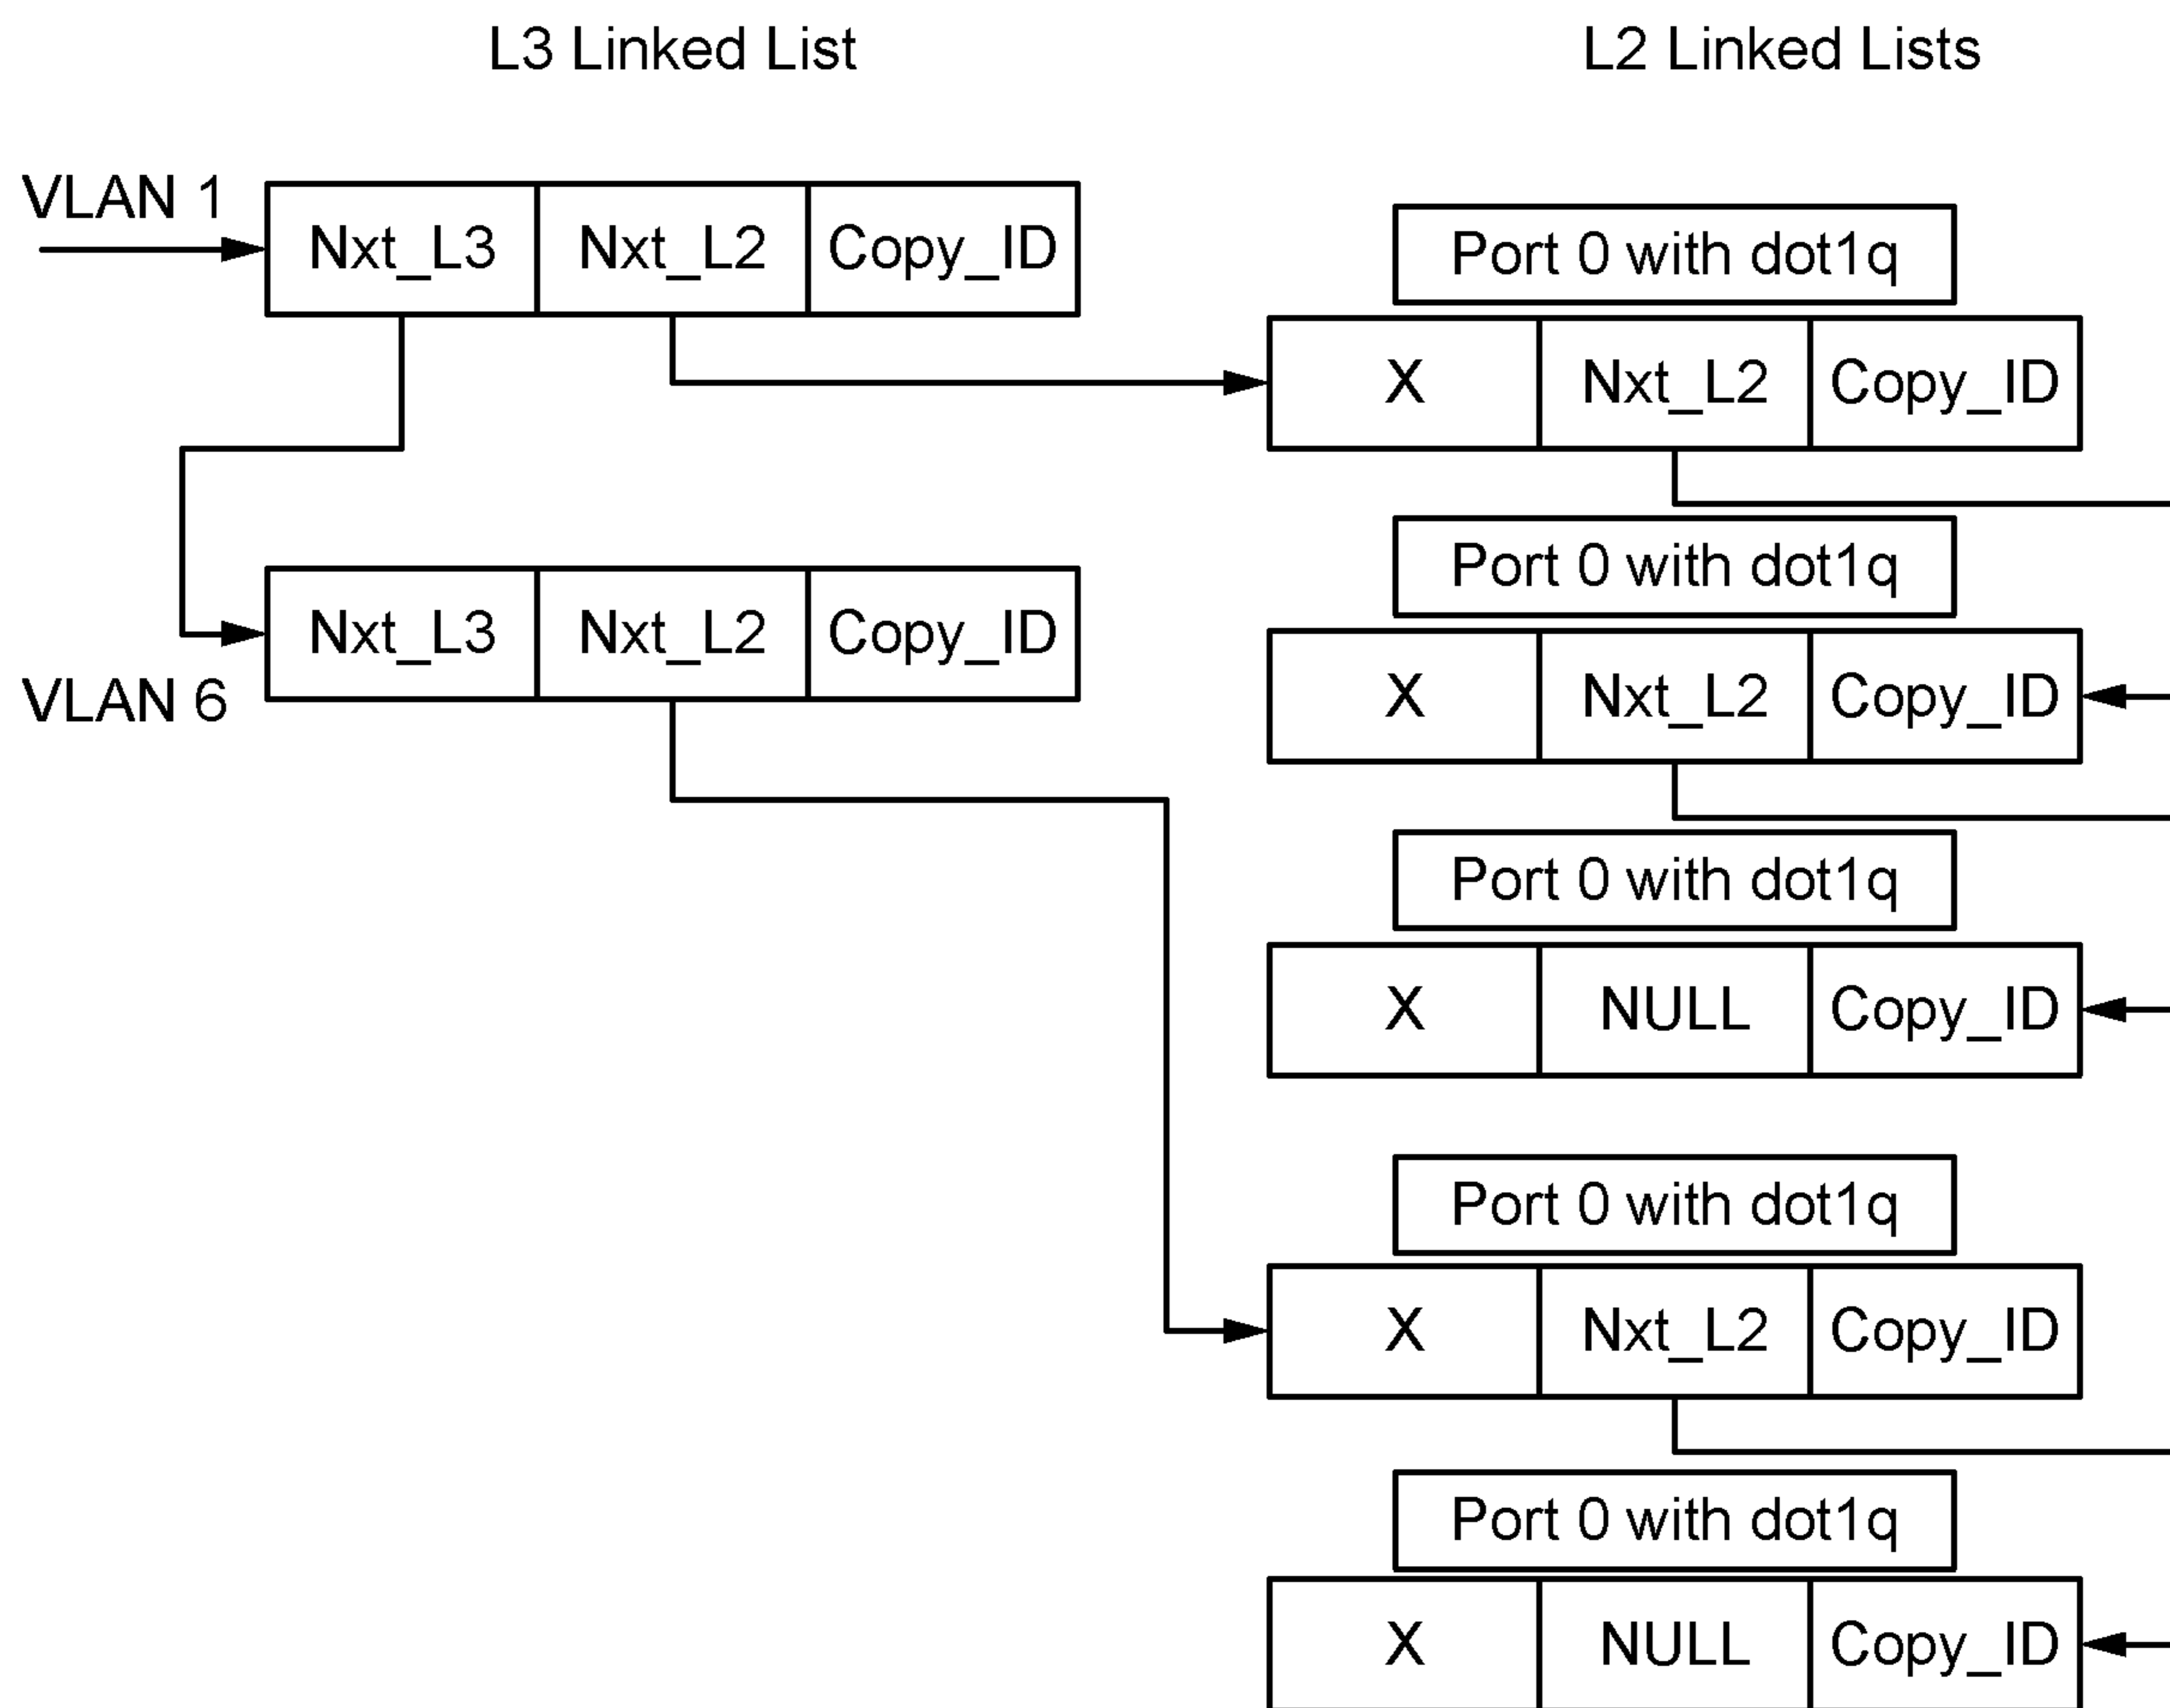 L3 Linked List
L2 Linked Lists
VLAN 1
Nxt_L3 Nxt_L2 Copy_ID
Port 0 with dot1q
X Nxt_L2 Copy_ID
Port 0 with dot1q
Nxt_L3 Nxt_L2 Copy_ID
VLAN 6
X Nxt_L2 Copy_ID
Port 0 with dot1q
X NULL Copy_ID
Port 0 with dot1q
X Nxt_L2 Copy_ID
Port 0 with dot1q
X NULL Copy_ID